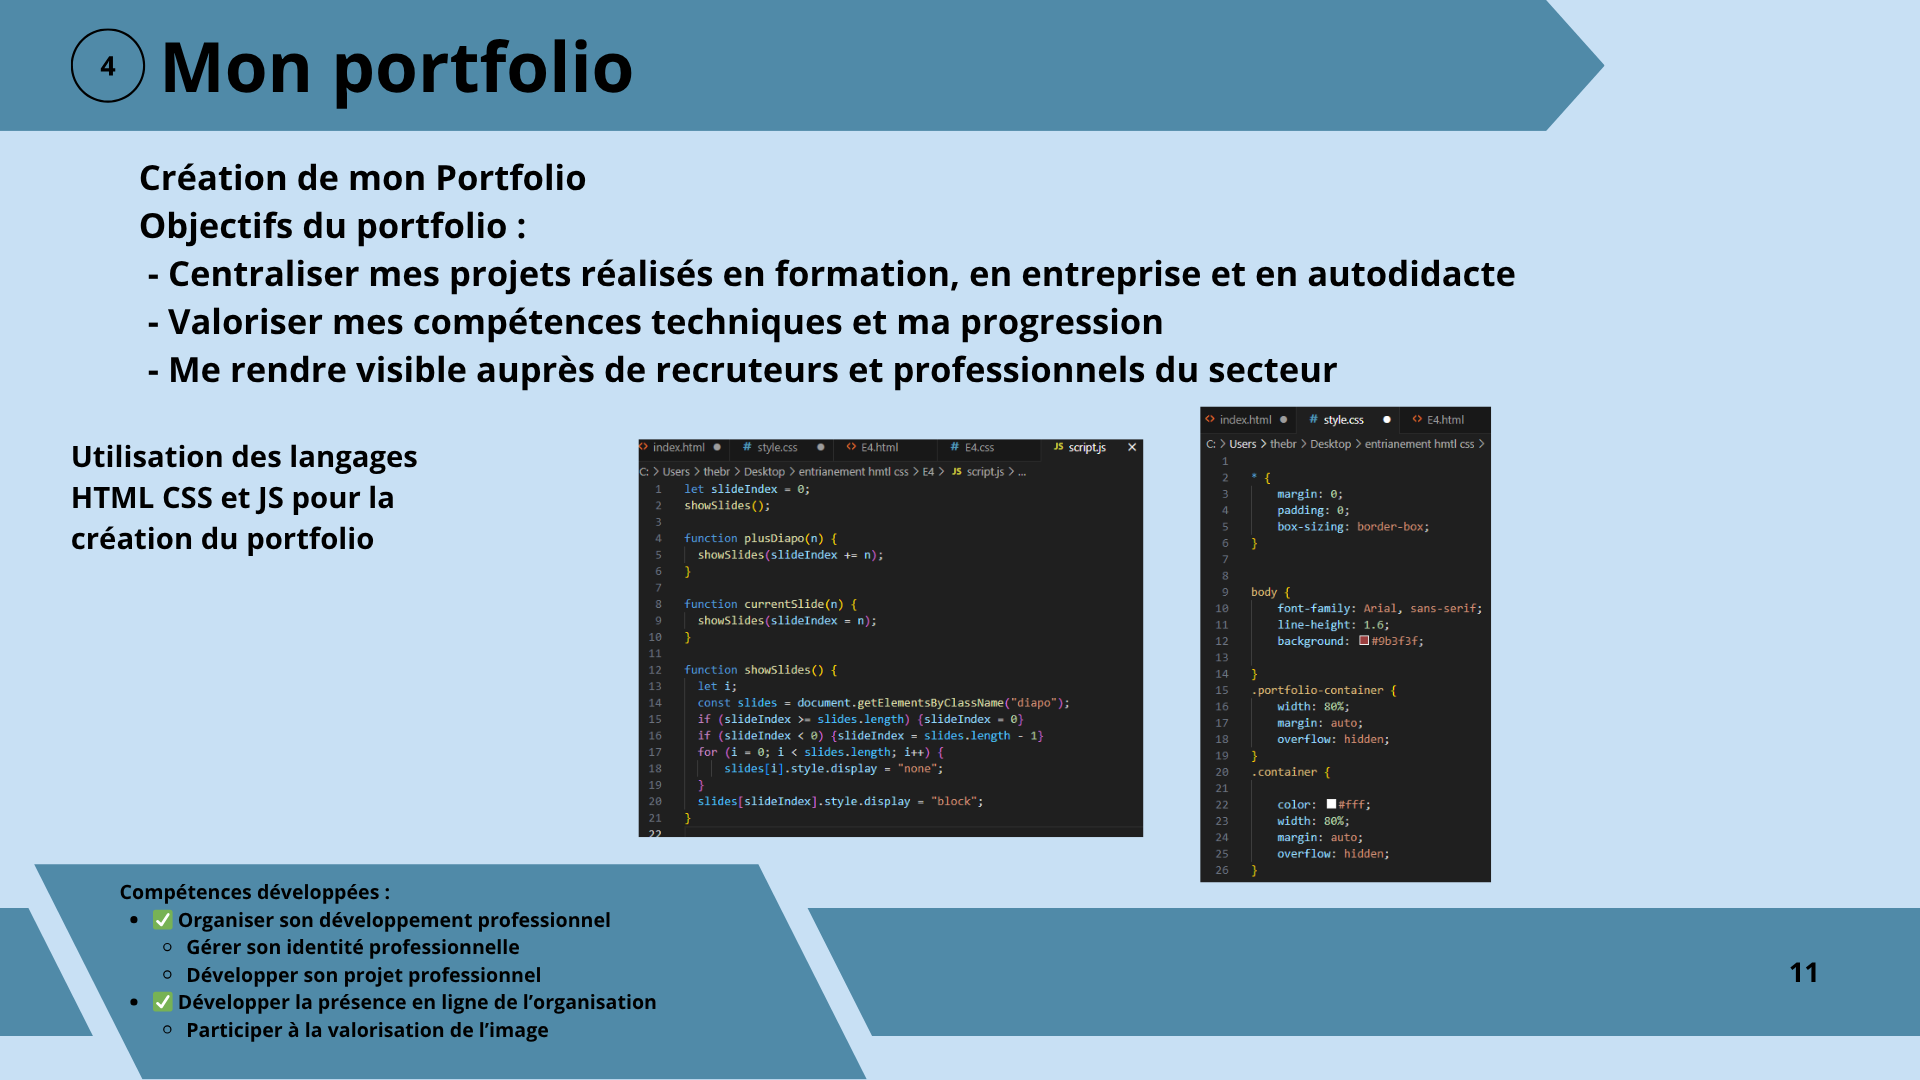 4 Mon portfolio
Création de mon Portfolio
Objectifs du portfolio :
- Centraliser mes projets réalisés en formation, en entreprise et en autodidacte
- Valoriser mes compétences techniques et ma progression
- Me rendre visible auprès de recruteurs et professionnels du secteur
Utilisation des langages
HTML CSS et JS pour la
création du portfolio
<> index.html ● # style.css ● <> E4.html # E4.css JS script.js ×
C: > Users > thebr > Desktop > entrianement hmtl css > E4 > JS script.js > ...
1 let slideIndex = 0;
2 showSlides();
3
4 function plusDiapo(n) {
5 showSlides(slideIndex += n);
6 }
7
8 function currentSlide(n) {
9 showSlides(slideIndex = n);
10 }
11
12 function showSlides() {
13 let i;
14 const slides = document.getElementsByClassName("diapo");
15 if (slideIndex >= slides.length) {slideIndex = 0}
16 if (slideIndex < 0) {slideIndex = slides.length - 1}
17 for (i = 0; i < slides.length; i++) {
18 slides[i].style.display = "none";
19 }
20 slides[slideIndex].style.display = "block";
21 }
22
<> index.html ● # style.css ● <> E4.html
C: > Users > thebr > Desktop > entrianement hmtl css >
1
2 * {
3 margin: 0;
4 padding: 0;
5 box-sizing: border-box;
6 }
7
8
9 body {
10 font-family: Arial, sans-serif;
11 line-height: 1.6;
12 background: #9b3f3f;
13
14 }
15 .portfolio-container {
16 width: 80%;
17 margin: auto;
18 overflow: hidden;
19 }
20 .container {
21
22 color: #fff;
23 width: 80%;
24 margin: auto;
25 overflow: hidden;
26 }
Compétences développées :
• ✅ Organiser son développement professionnel
○ Gérer son identité professionnelle
○ Développer son projet professionnel
• ✅ Développer la présence en ligne de l’organisation
○ Participer à la valorisation de l’image
11